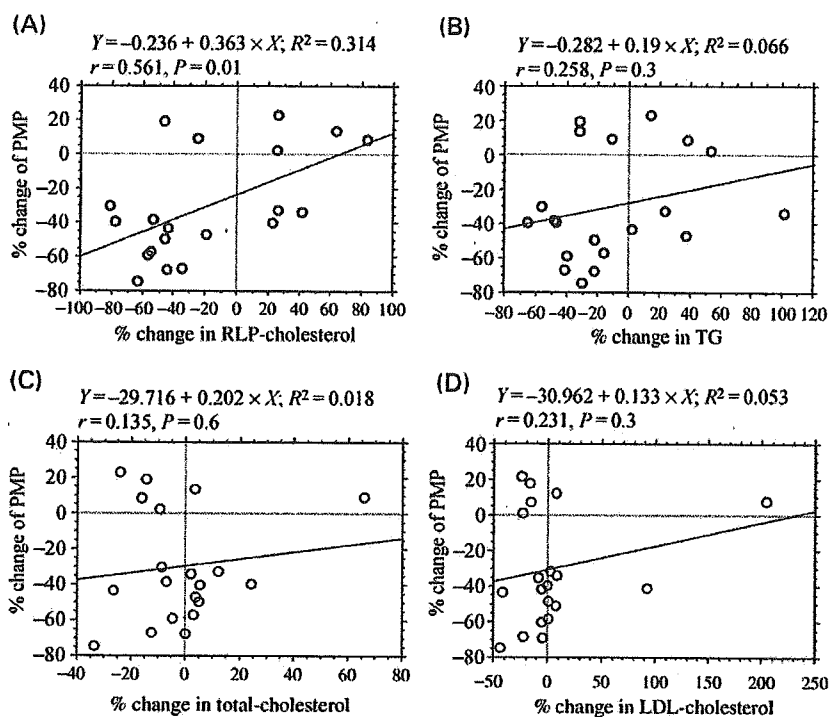 (A)
Y=−0.236 + 0.363 × X; R² = 0.314
r = 0.561, P = 0.01
% change of PMP
40
20
0
−20
−40
−60
−80
−100 −80 −60 −40 −20 0 20 40 60 80 100
% change in RLP-cholesterol
(B)
Y=−0.282 + 0.19 × X; R² = 0.066
r = 0.258, P = 0.3
% change of PMP
40
20
0
−20
−40
−60
−80
−80 −60 −40 −20 0 20 40 60 80 100 120
% change in TG
(C)
Y=−29.716 + 0.202 × X; R² = 0.018
r = 0.135, P = 0.6
% change of PMP
40
20
0
−20
−40
−60
−80
−40 −20 0 20 40 60 80
% change in total-cholesterol
(D)
Y=−30.962 + 0.133 × X; R² = 0.053
r = 0.231, P = 0.3
% change of PMP
40
20
0
−20
−40
−60
−80
−50 0 50 100 150 200 250
% change in LDL-cholesterol